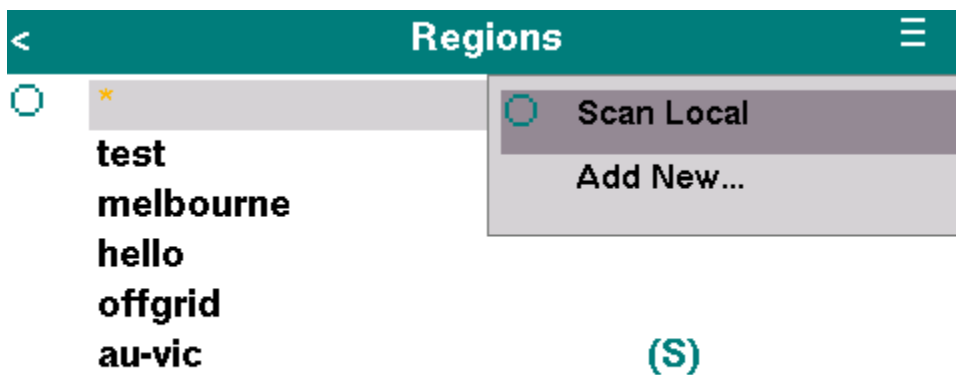 < Regions ☰
*
Scan Local
test
Add New...
melbourne
hello
offgrid
au-vic (S)